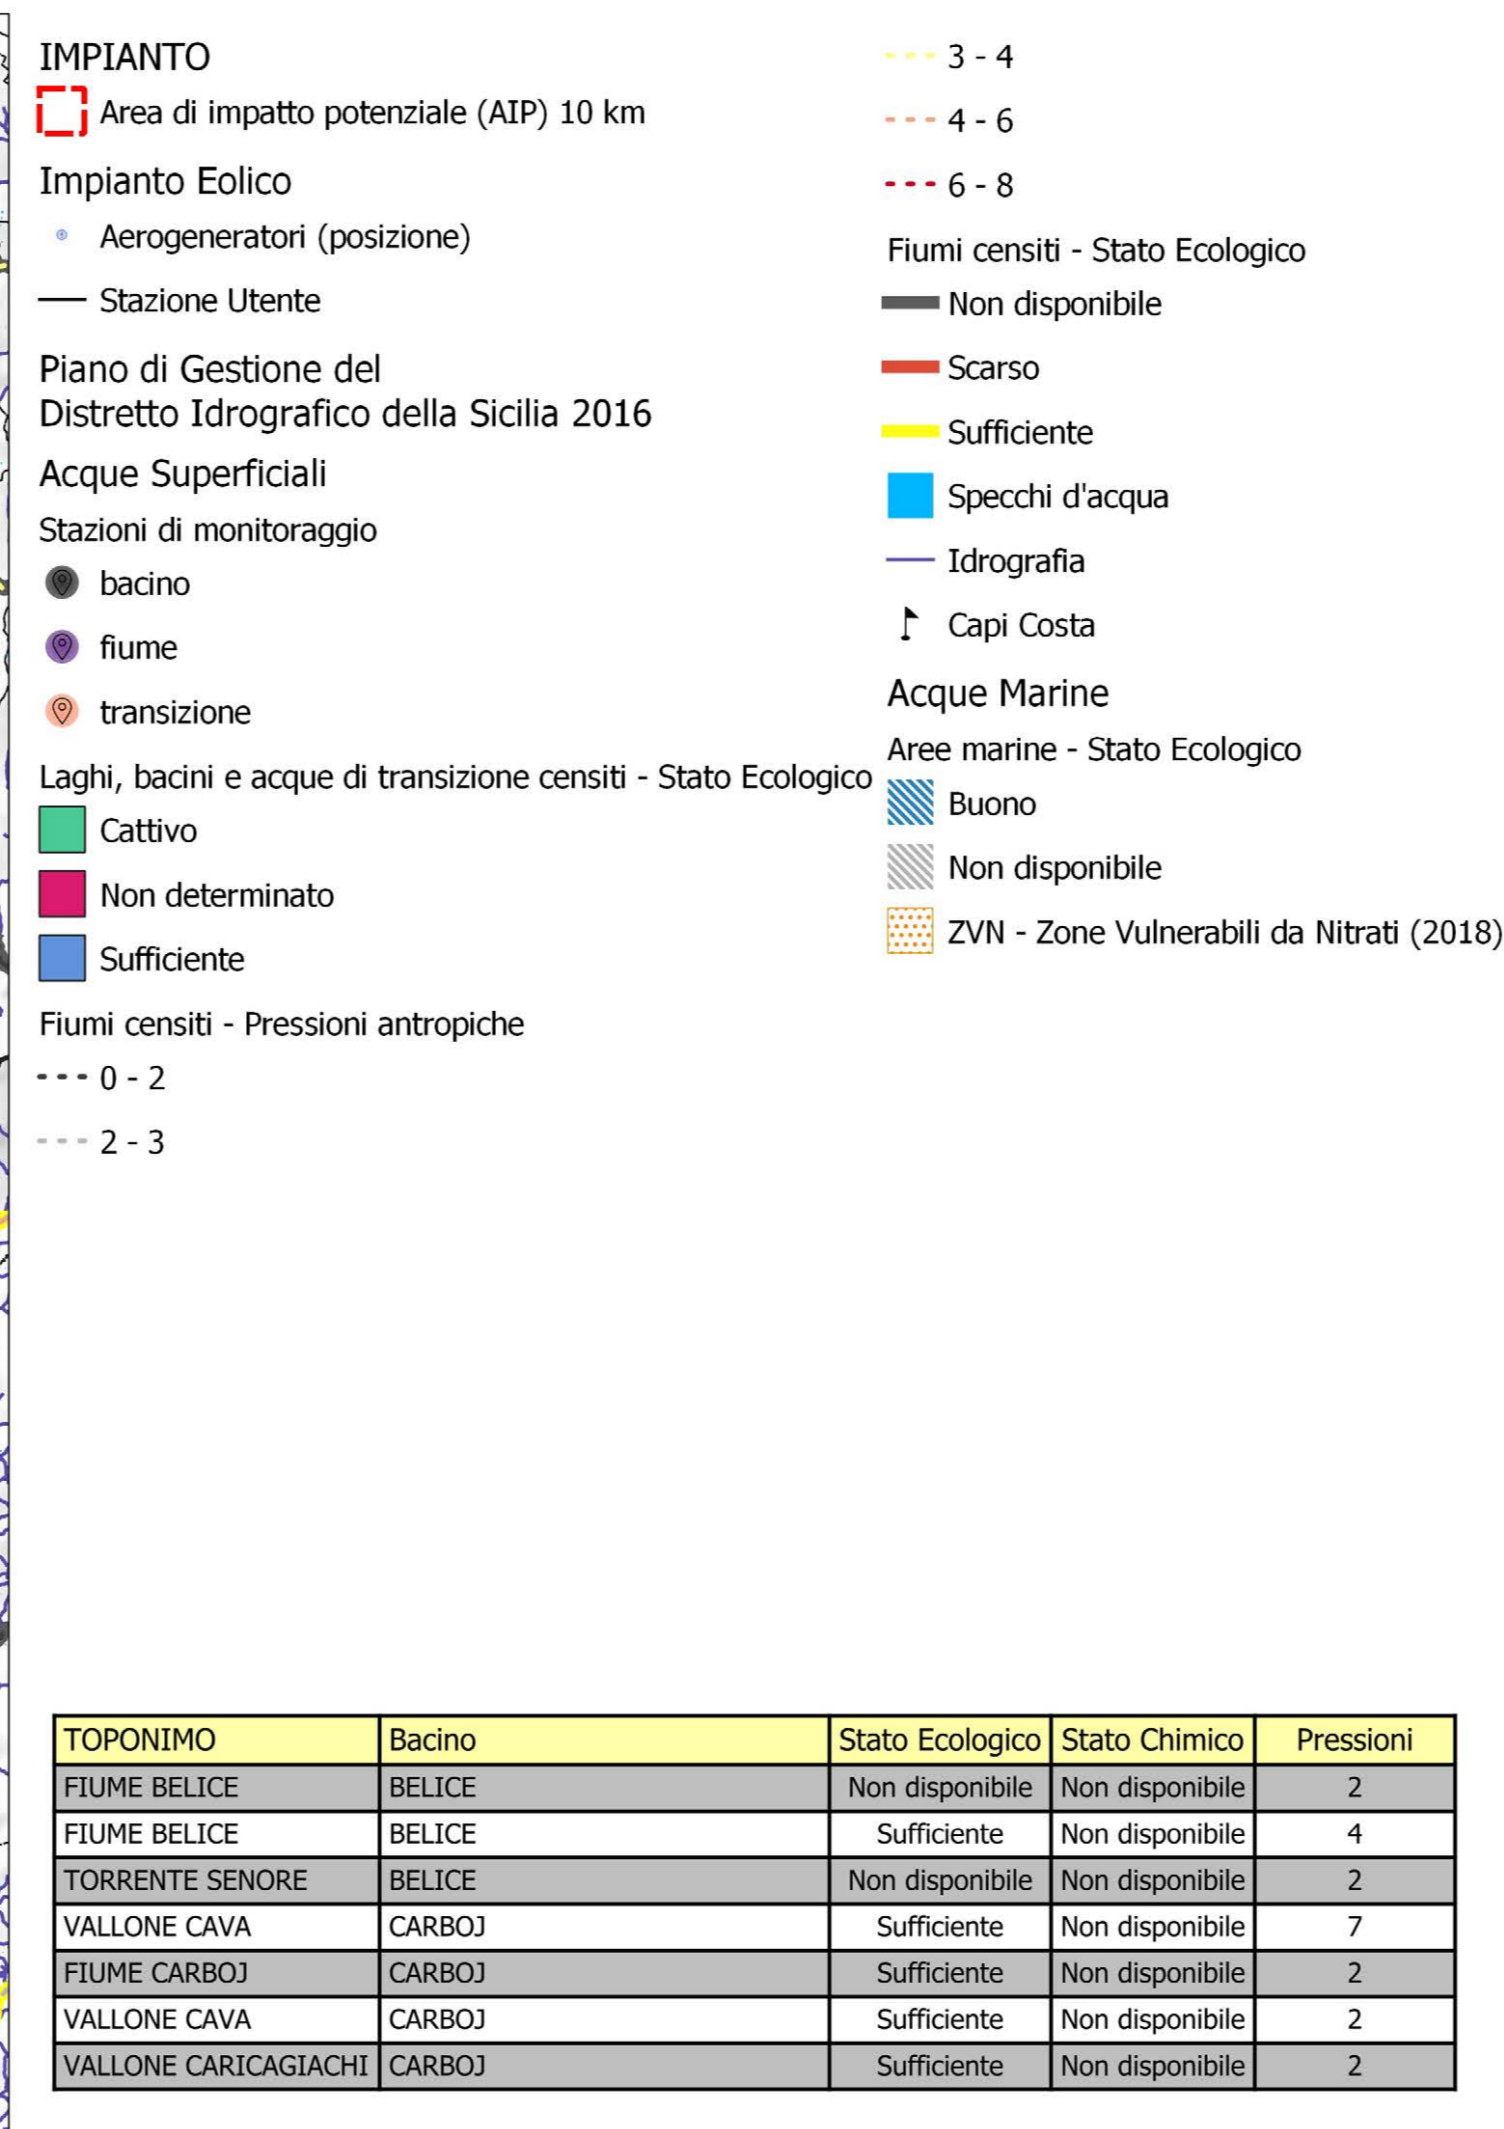 IMPIANTO
Area di impatto potenziale (AIP) 10 km
Impianto Eolico
Aerogeneratori (posizione)
Stazione Utente
Piano di Gestione del
Distretto Idrografico della Sicilia 2016
Acque Superficiali
Stazioni di monitoraggio
bacino
fiume
transizione
Laghi, bacini e acque di transizione censiti - Stato Ecologico
Cattivo
Non determinato
Sufficiente
Fiumi censiti - Pressioni antropiche
0 - 2
2 - 3
3 - 4
4 - 6
6 - 8
Fiumi censiti - Stato Ecologico
Non disponibile
Scarso
Sufficiente
Specchi d'acqua
Idrografia
Capi Costa
Acque Marine
Aree marine - Stato Ecologico
Buono
Non disponibile
ZVN - Zone Vulnerabili da Nitrati (2018)
TOPONIMO Bacino Stato Ecologico Stato Chimico Pressioni
FIUME BELICE BELICE Non disponibile Non disponibile 2
FIUME BELICE BELICE Sufficiente Non disponibile 4
TORRENTE SENORE BELICE Non disponibile Non disponibile 2
VALLONE CAVA CARBOJ Sufficiente Non disponibile 7
FIUME CARBOJ CARBOJ Sufficiente Non disponibile 2
VALLONE CAVA CARBOJ Sufficiente Non disponibile 2
VALLONE CARICAGIACHI CARBOJ Sufficiente Non disponibile 2